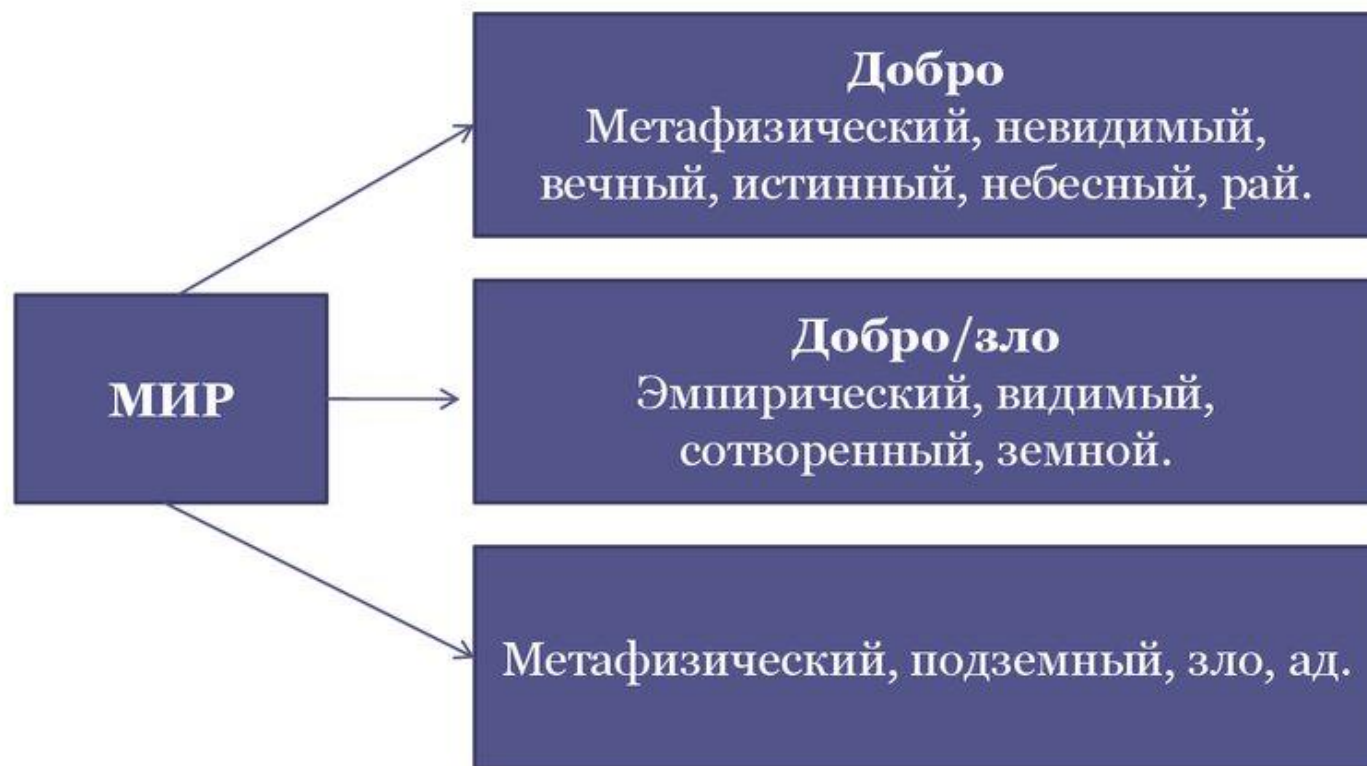 Добро
Метафизический, невидимый,
вечный, истинный, небесный, рай.
МИР
Добро/зло
Эмпирический, видимый,
сотворенный, земной.
Метафизический, подземный, зло, ад.